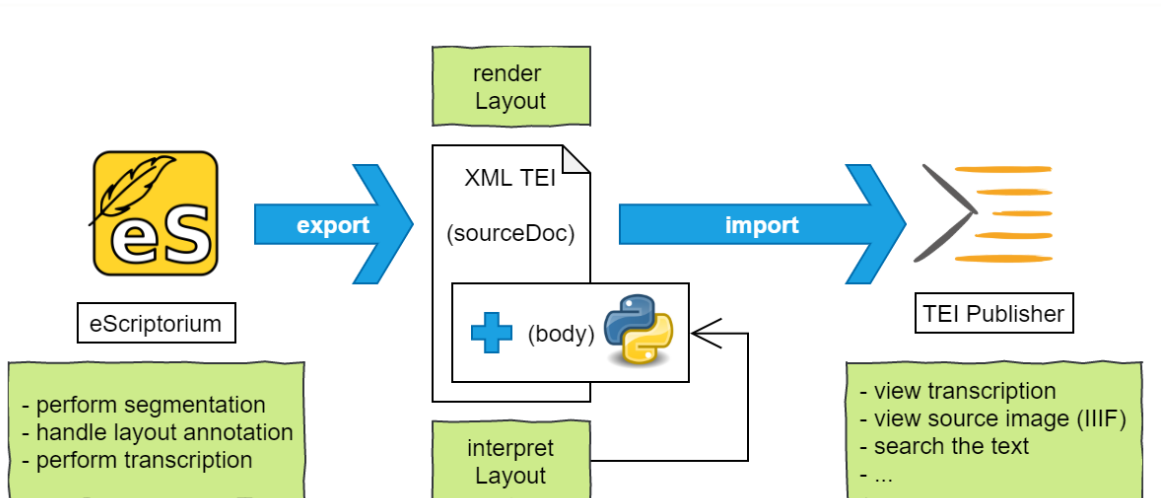 render
Layout
eS
export
XML TEI
(sourceDoc)
import
(body)
eScriptorium
TEI Publisher
- perform segmentation
- handle layout annotation
- perform transcription
interpret
Layout
- view transcription
- view source image (IIIF)
- search the text
- ...